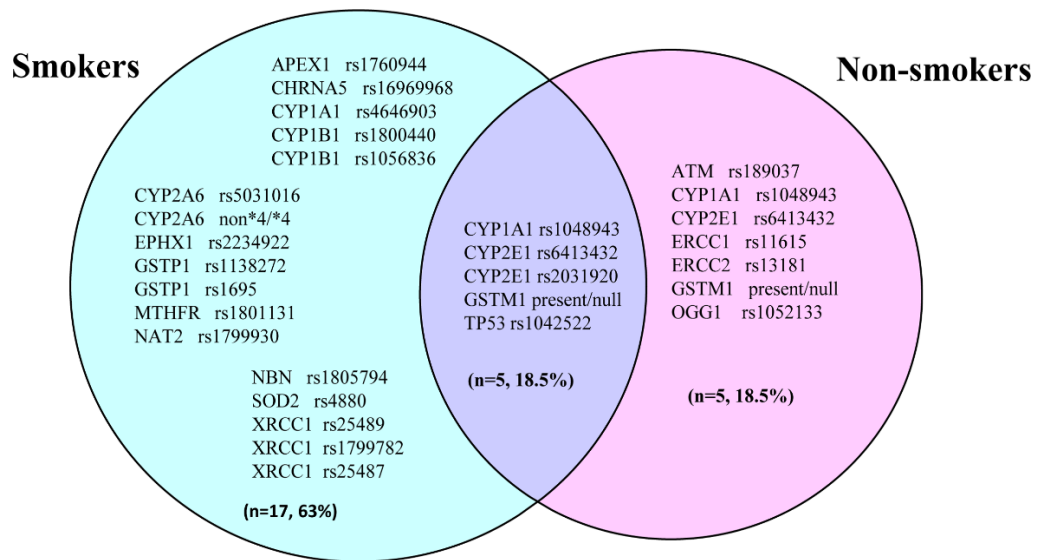 Smokers
APEX1 rs1760944
CHRNA5 rs16969968
CYP1A1 rs4646903
CYP1B1 rs1800440
CYP1B1 rs1056836
CYP2A6 rs5031016
CYP2A6 non*4/*4
EPHX1 rs2234922
GSTP1 rs1138272
GSTP1 rs1695
MTHFR rs1801131
NAT2 rs1799930
NBN rs1805794
SOD2 rs4880
XRCC1 rs25489
XRCC1 rs1799782
XRCC1 rs25487
(n=17, 63%)
CYP1A1 rs1048943
CYP2E1 rs6413432
CYP2E1 rs2031920
GSTM1 present/null
TP53 rs1042522
(n=5, 18.5%)
Non-smokers
ATM rs189037
CYP1A1 rs1048943
CYP2E1 rs6413432
ERCC1 rs11615
ERCC2 rs13181
GSTM1 present/null
OGG1 rs1052133
(n=5, 18.5%)